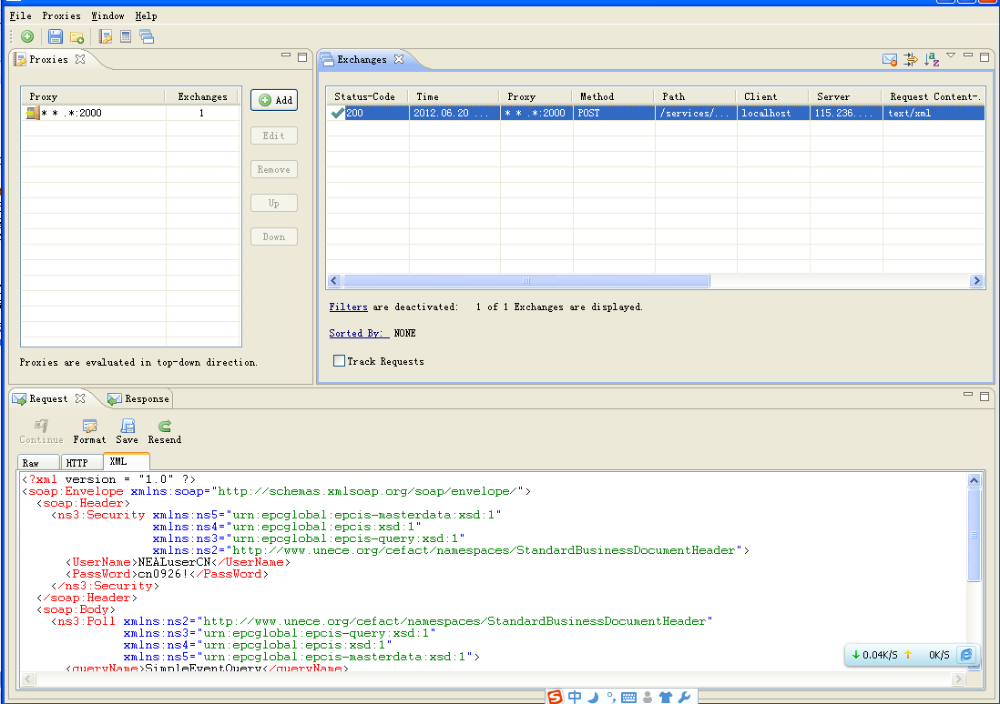 File Proxies Window Help
Proxies
Proxy Exchanges
* * .*:2000 1
Add
Edit
Remove
Up
Down
Proxies are evaluated in top-down direction.
Exchanges
Status-Code Time Proxy Method Path Client Server Request Content-.
200 2012.06.20 ... * * .*:2000 POST /services/... localhost 115.236.... text/xml
Filters are deactivated: 1 of 1 Exchanges are displayed.
Sorted By: NONE
Track Requests
Request Response
Continue Format Save Resend
Raw HTTP XML
<?xml version = "1.0" ?>
<soap:Envelope xmlns:soap="http://schemas.xmlsoap.org/soap/envelope/">
<soap:Header>
<ns3:Security xmlns:ns5="urn:epcglobal:epcis-masterdata:xsd:1"
xmlns:ns4="urn:epcglobal:epcis:xsd:1"
xmlns:ns3="urn:epcglobal:epcis-query:xsd:1"
xmlns:ns2="http://www.unece.org/cefact/namespaces/StandardBusinessDocumentHeader">
<UserName>NEALuserCN</UserName>
<PassWord>cn0926!</PassWord>
</ns3:Security>
</soap:Header>
<soap:Body>
<ns3:Poll xmlns:ns2="http://www.unece.org/cefact/namespaces/StandardBusinessDocumentHeader"
xmlns:ns3="urn:epcglobal:epcis-query:xsd:1"
xmlns:ns4="urn:epcglobal:epcis:xsd:1"
xmlns:ns5="urn:epcglobal:epcis-masterdata:xsd:1">
<queryName>SimpleEventQuery</queryName>
0.04K/S 0K/S
中